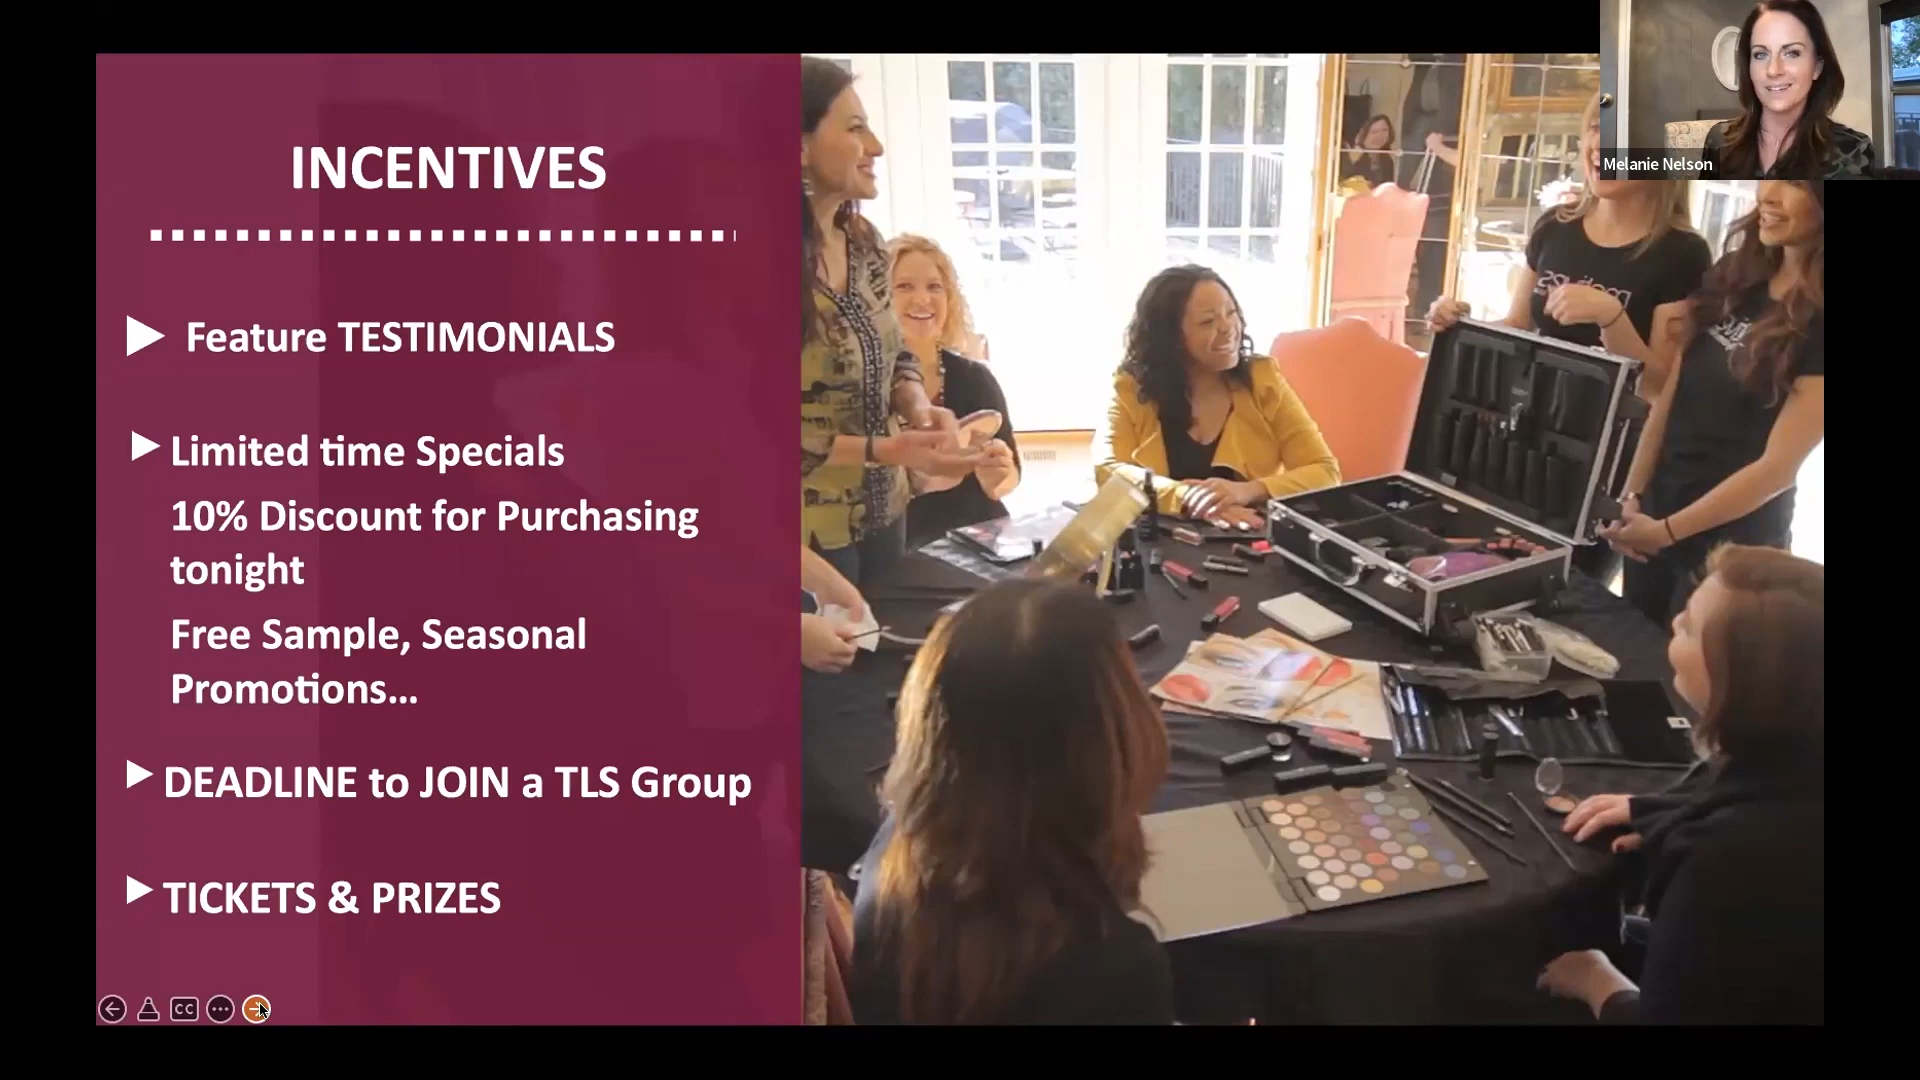 INCENTIVES
Feature TESTIMONIALS
Limited time Specials
10% Discount for Purchasing
tonight
Free Sample, Seasonal
Promotions...
DEADLINE to JOIN a TLS Group
TICKETS & PRIZES
Melanie Nelson
CC